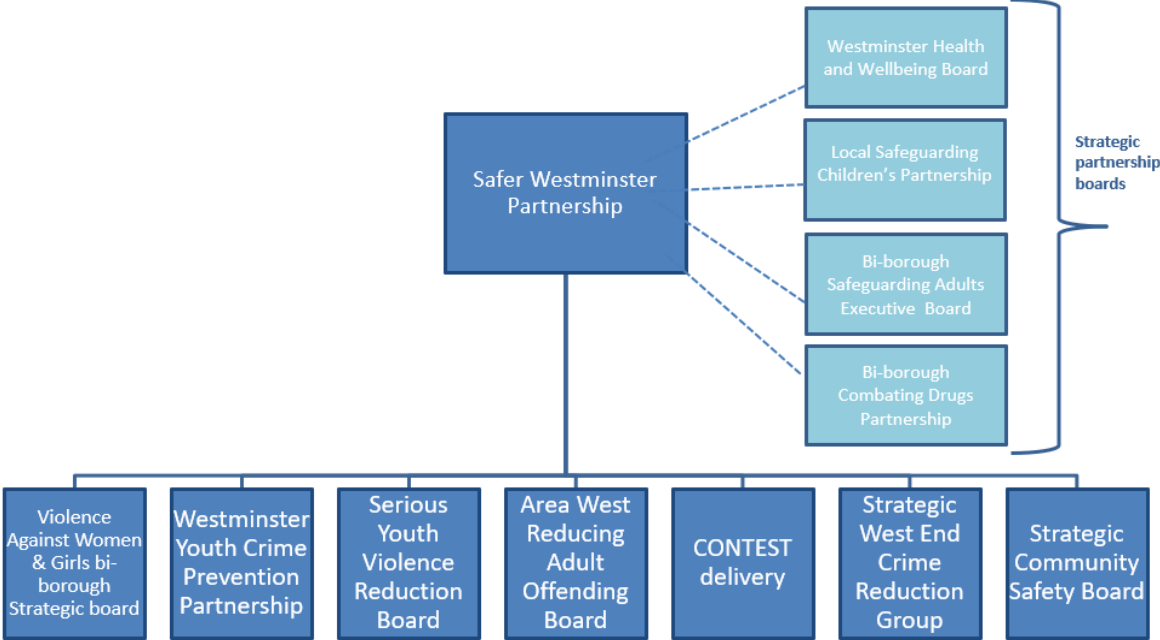 Westminster Health
and Wellbeing Board
Safer Westminster
Partnership
Local Safeguarding
Children's Partnership
Strategic
partnership
boards
Bi-borough
Safeguarding Adults
Executive Board
Bi-borough
Combating Drugs
Partnership
Violence
Against Women
& Girls bi-
borough
Strategic board
Westminster
Youth Crime
Prevention
Partnership
Serious
Youth
Violence
Reduction
Board
Area West
Reducing
Adult
Offending
Board
CONTEST
delivery
Strategic
West End
Crime
Reduction
Group
Strategic
Community
Safety Board